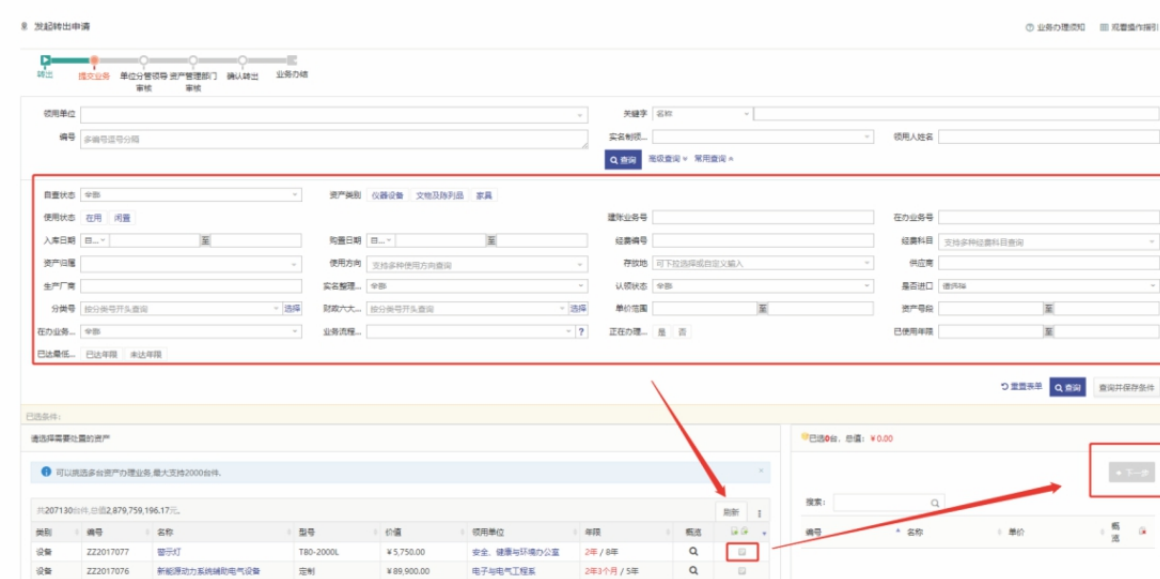 发起转出申请 业务办理须知 观看操作指引
转出 提交业务 单位分管领导审核 资产管理部门审核 确认转出 业务办结
领用单位 关键字 名称
编号 多编号逗号分隔 实名制领... 领用人姓名
查询 高级查询 常用查询
自查状态 全部 资产类别 仪器设备 文物及陈列品 家具
使用状态 在用 闲置 建账业务号 在办业务号
入库日期 日... 至 购置日期 日... 至 经费编号 经费科目 支持多种经费科目查询
资产归属 使用方向 支持多种使用方向查询 存放地 可下拉选择或自定义输入 供应商
生产厂商 实名整理... 全部 认领状态 全部 是否进口
分类号 按分类号开头查询 选择 财政六大... 按分类号开头查询 选择 单价范围 至 资产号段 至
在办业务... 全部 业务流程... ? 正在办理... 是 否 已使用年限 至
已达最低... 已达年限 未达年限
重置表单 查询 查询并保存条件
已选条件:
请选择需要处置的资产 已选0台, 总值: ￥0.00
可以挑选多台资产办理业务,最大支持2000台件. 下一步
共207130台件,总值2,879,759,196.17元。 刷新 搜索:
类别 编号 名称 型号 价值 领用单位 年限 概览 编号 名称 单价 概览
设备 ZZ2017077 警示灯 T80-2000L ￥5,750.00 安全、健康与环境办公室 2年 / 8年
设备 ZZ2017076 新能源动力系统辅助电气设备 定制 ￥89,900.00 电子与电气工程系 2年3个月 / 5年